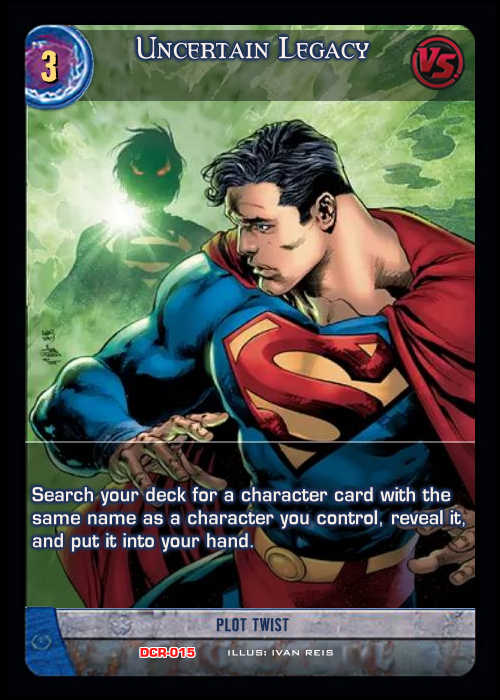 3
Uncertain Legacy
VS
Search your deck for a character card with the
same name as a character you control, reveal it,
and put it into your hand.
PLOT TWIST
DCR-015 ILLUS: IVAN REIS